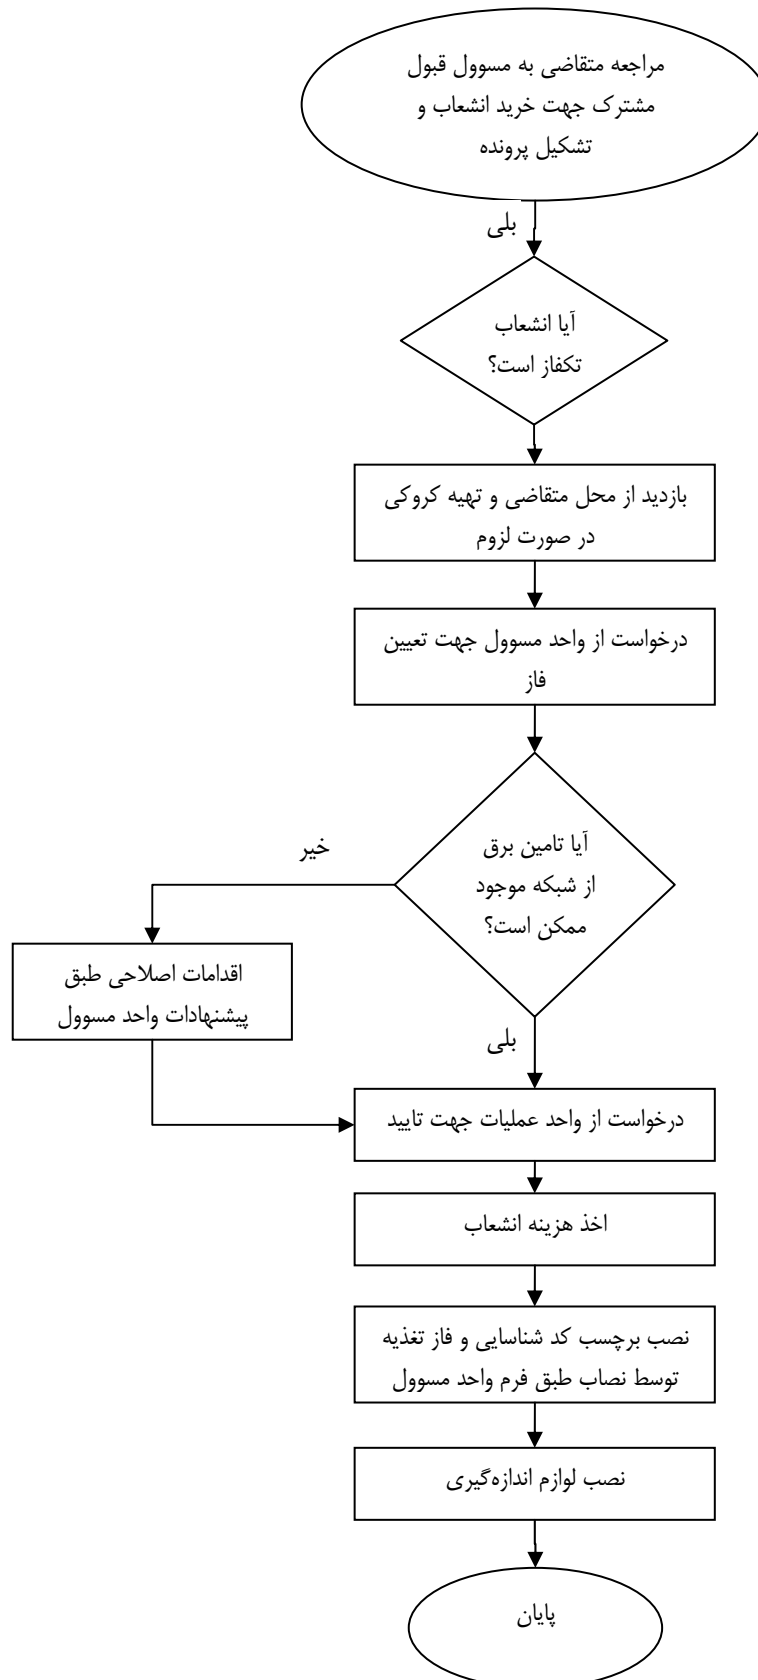 مراجعه متقاضی به مسوول قبول
مشترک جهت خرید انشعاب و
تشکیل پرونده
بلی
آیا انشعاب
تکفاز است؟
بازدید از محل متقاضی و تهیه کروکی
در صورت لزوم
درخواست از واحد مسوول جهت تعیین
فاز
آیا تامین برق
از شبکه موجود
ممکن است؟
خیر
اقدامات اصلاحی طبق
پیشنهادات واحد مسوول
بلی
درخواست از واحد عملیات جهت تایید
اخذ هزینه انشعاب
نصب برچسب کد شناسایی و فاز تغذیه
توسط نصاب طبق فرم واحد مسوول
نصب لوازم اندازه‌گیری
پایان